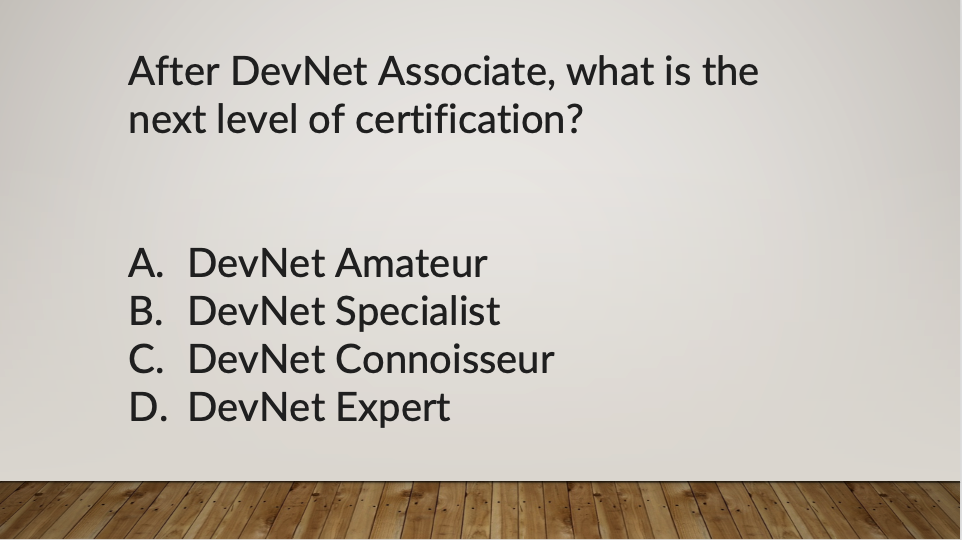 After DevNet Associate, what is the
next level of certification?
A. DevNet Amateur
B. DevNet Specialist
C. DevNet Connoisseur
D. DevNet Expert